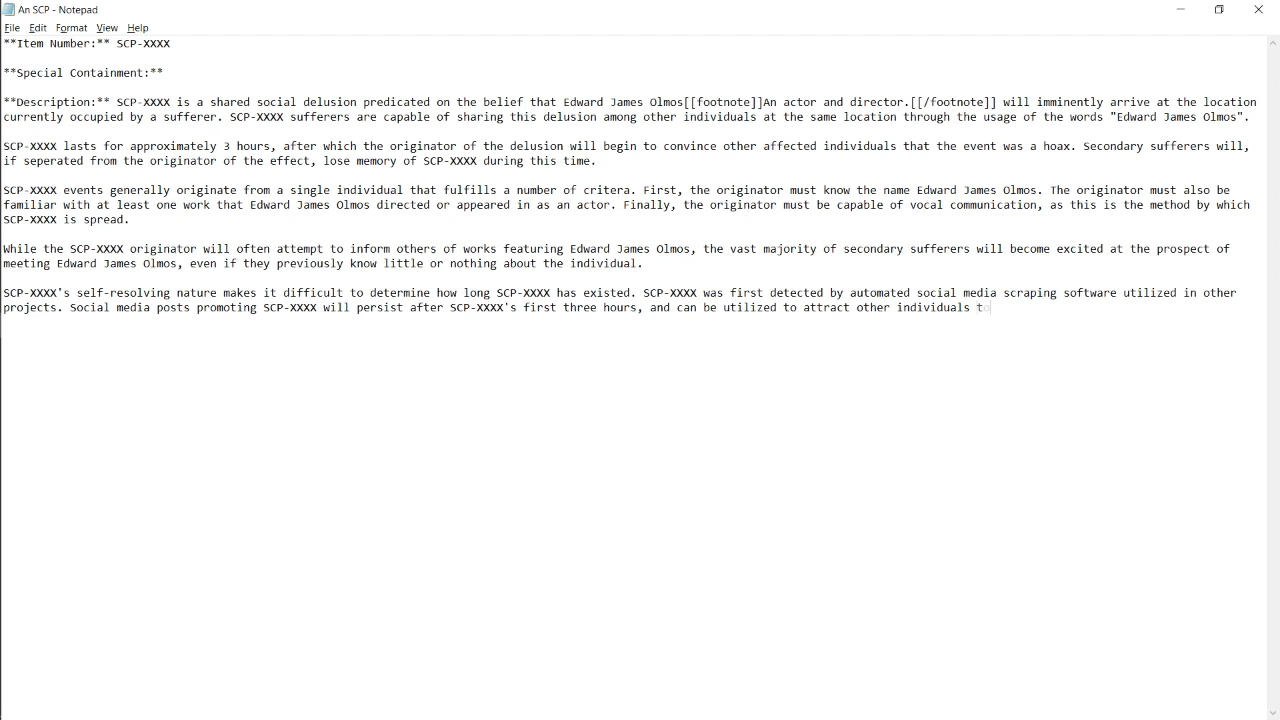 An SCP - Notepad
File Edit Format View Help
**Item Number:** SCP-XXXX
**Special Containment:**
**Description:** SCP-XXXX is a shared social delusion predicated on the belief that Edward James Olmos[[footnote]]An actor and director.[[/footnote]] will imminently arrive at the location
currently occupied by a sufferer. SCP-XXXX sufferers are capable of sharing this delusion among other individuals at the same location through the usage of the words "Edward James Olmos".
SCP-XXXX lasts for approximately 3 hours, after which the originator of the delusion will begin to convince other affected individuals that the event was a hoax. Secondary sufferers will,
if seperated from the originator of the effect, lose memory of SCP-XXXX during this time.
SCP-XXXX events generally originate from a single individual that fulfills a number of critera. First, the originator must know the name Edward James Olmos. The originator must also be
familiar with at least one work that Edward James Olmos directed or appeared in as an actor. Finally, the originator must be capable of vocal communication, as this is the method by which
SCP-XXXX is spread.
While the SCP-XXXX originator will often attempt to inform others of works featuring Edward James Olmos, the vast majority of secondary sufferers will become excited at the prospect of
meeting Edward James Olmos, even if they previously know little or nothing about the individual.
SCP-XXXX's self-resolving nature makes it difficult to determine how long SCP-XXXX has existed. SCP-XXXX was first detected by automated social media scraping software utilized in other
projects. Social media posts promoting SCP-XXXX will persist after SCP-XXXX's first three hours, and can be utilized to attract other individuals to